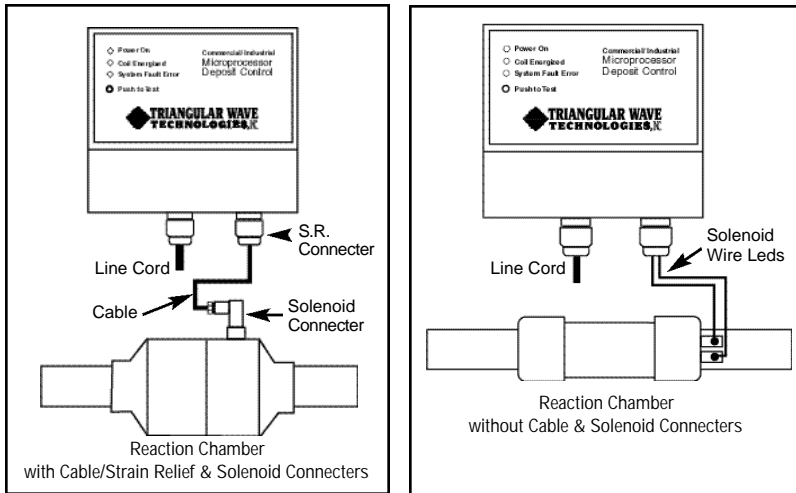 Power On
Coil Energized
System Fault Error
Push to Test
Commercial/Industrial
Microprocessor
Deposit Control
TRIANGULAR WAVE
TECHNOLOGIES,
S.R.
Connecter
Line Cord
Cable
Solenoid
Connecter
Reaction Chamber
with Cable/Strain Relief & Solenoid Connecters
Power On
Coil Energized
System Fault Error
Push to Test
Commercial/Industrial
Microprocessor
Deposit Control
TRIANGULAR WAVE
TECHNOLOGIES,
Solenoid
Wire Leds
Line Cord
Reaction Chamber
without Cable & Solenoid Connecters